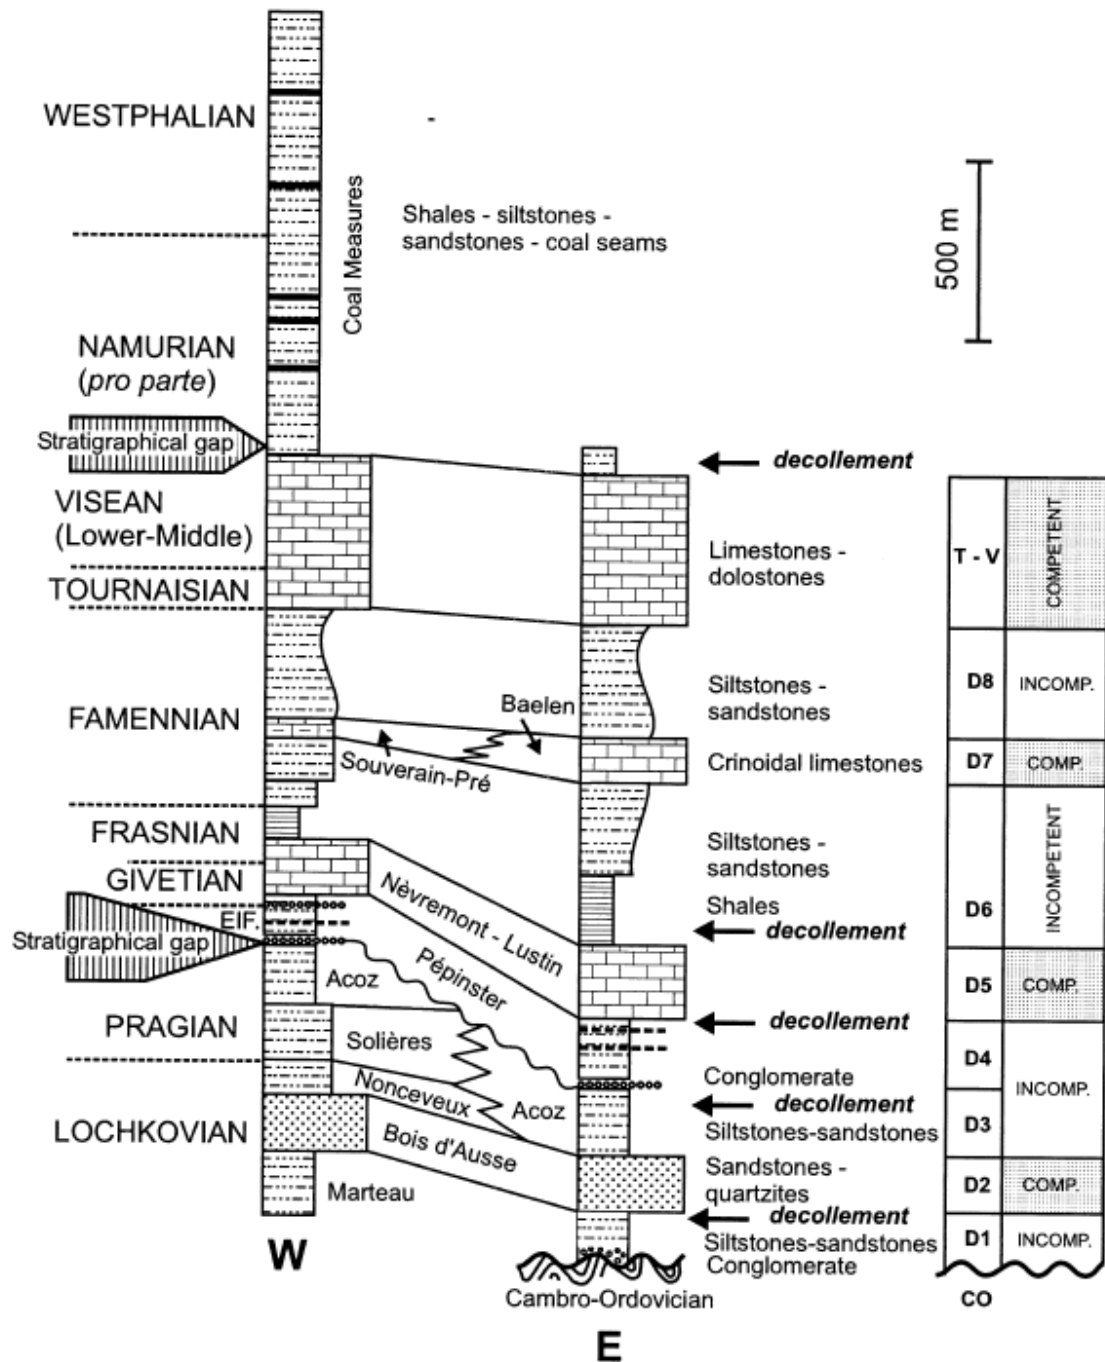 WESTPHALIAN
Coal Measures
Shales - siltstones -
sandstones - coal seams
500 m
NAMURIAN
(pro parte)
Stratigraphical gap
decollement
VISEAN
(Lower-Middle)
TOURNAISIAN
Limestones -
dolostones
T - V
COMPETENT
FAMENNIAN
Baelen
Souverain-Pré
Siltstones -
sandstones
D8
INCOMP.
Crinoidal limestones
D7
COMP.
FRASNIAN
GIVETIAN
EIF.
Stratigraphical gap
Nèvremont - Lustin
Siltstones -
sandstones
Shales
decollement
D6
INCOMPETENT
Pépinster
Acoz
D5
COMP.
decollement
PRAGIAN
Solières
Nonceveux
Acoz
Conglomerate
decollement
Siltstones-sandstones
D4
INCOMP.
D3
LOCHKOVIAN
Bois d'Ausse
Sandstones -
quartzites
D2
COMP.
Marteau
decollement
Siltstones-sandstones
Conglomerate
D1
INCOMP.
W
Cambro-Ordovician
CO
E